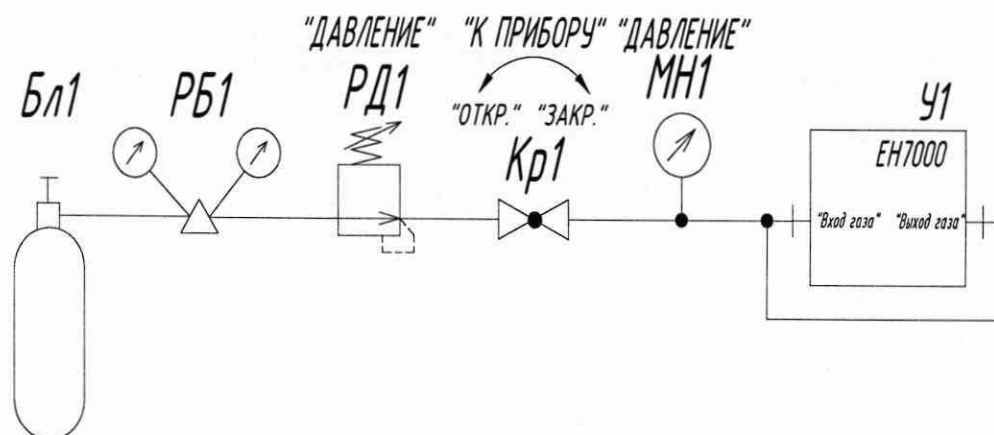 "ДАВЛЕНИЕ" "К ПРИБОРУ" "ДАВЛЕНИЕ"
Бл1 РБ1 РД1 МН1 У1
"ОТКР." "ЗАКР."
Кр1 ЕН7000
"Вход газа" "Выход газа"